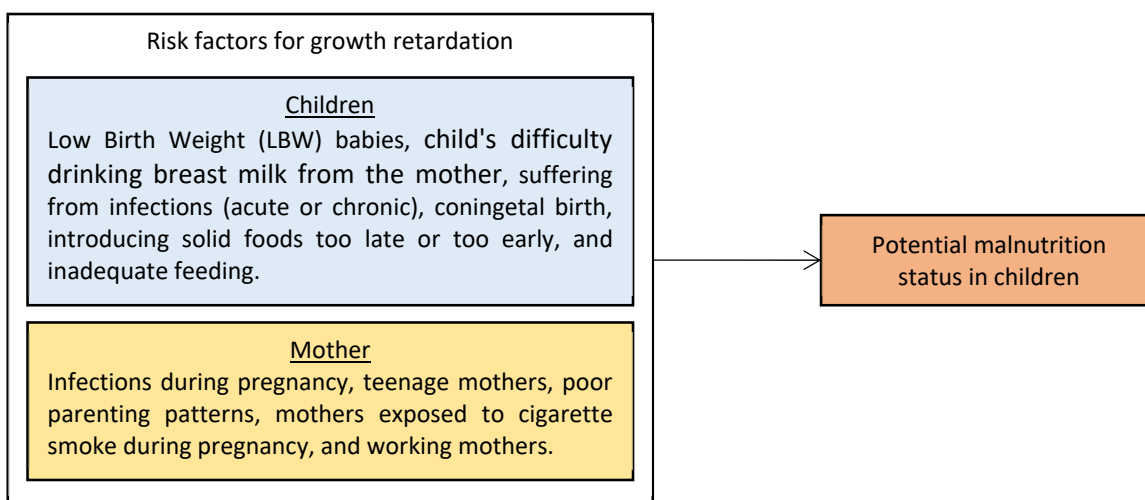 Risk factors for growth retardation
Children
Low Birth Weight (LBW) babies, child's difficulty
drinking breast milk from the mother, suffering
from infections (acute or chronic), coningetal birth,
introducing solid foods too late or too early, and
inadequate feeding.
Mother
Infections during pregnancy, teenage mothers, poor
parenting patterns, mothers exposed to cigarette
smoke during pregnancy, and working mothers.
Potential malnutrition
status in children